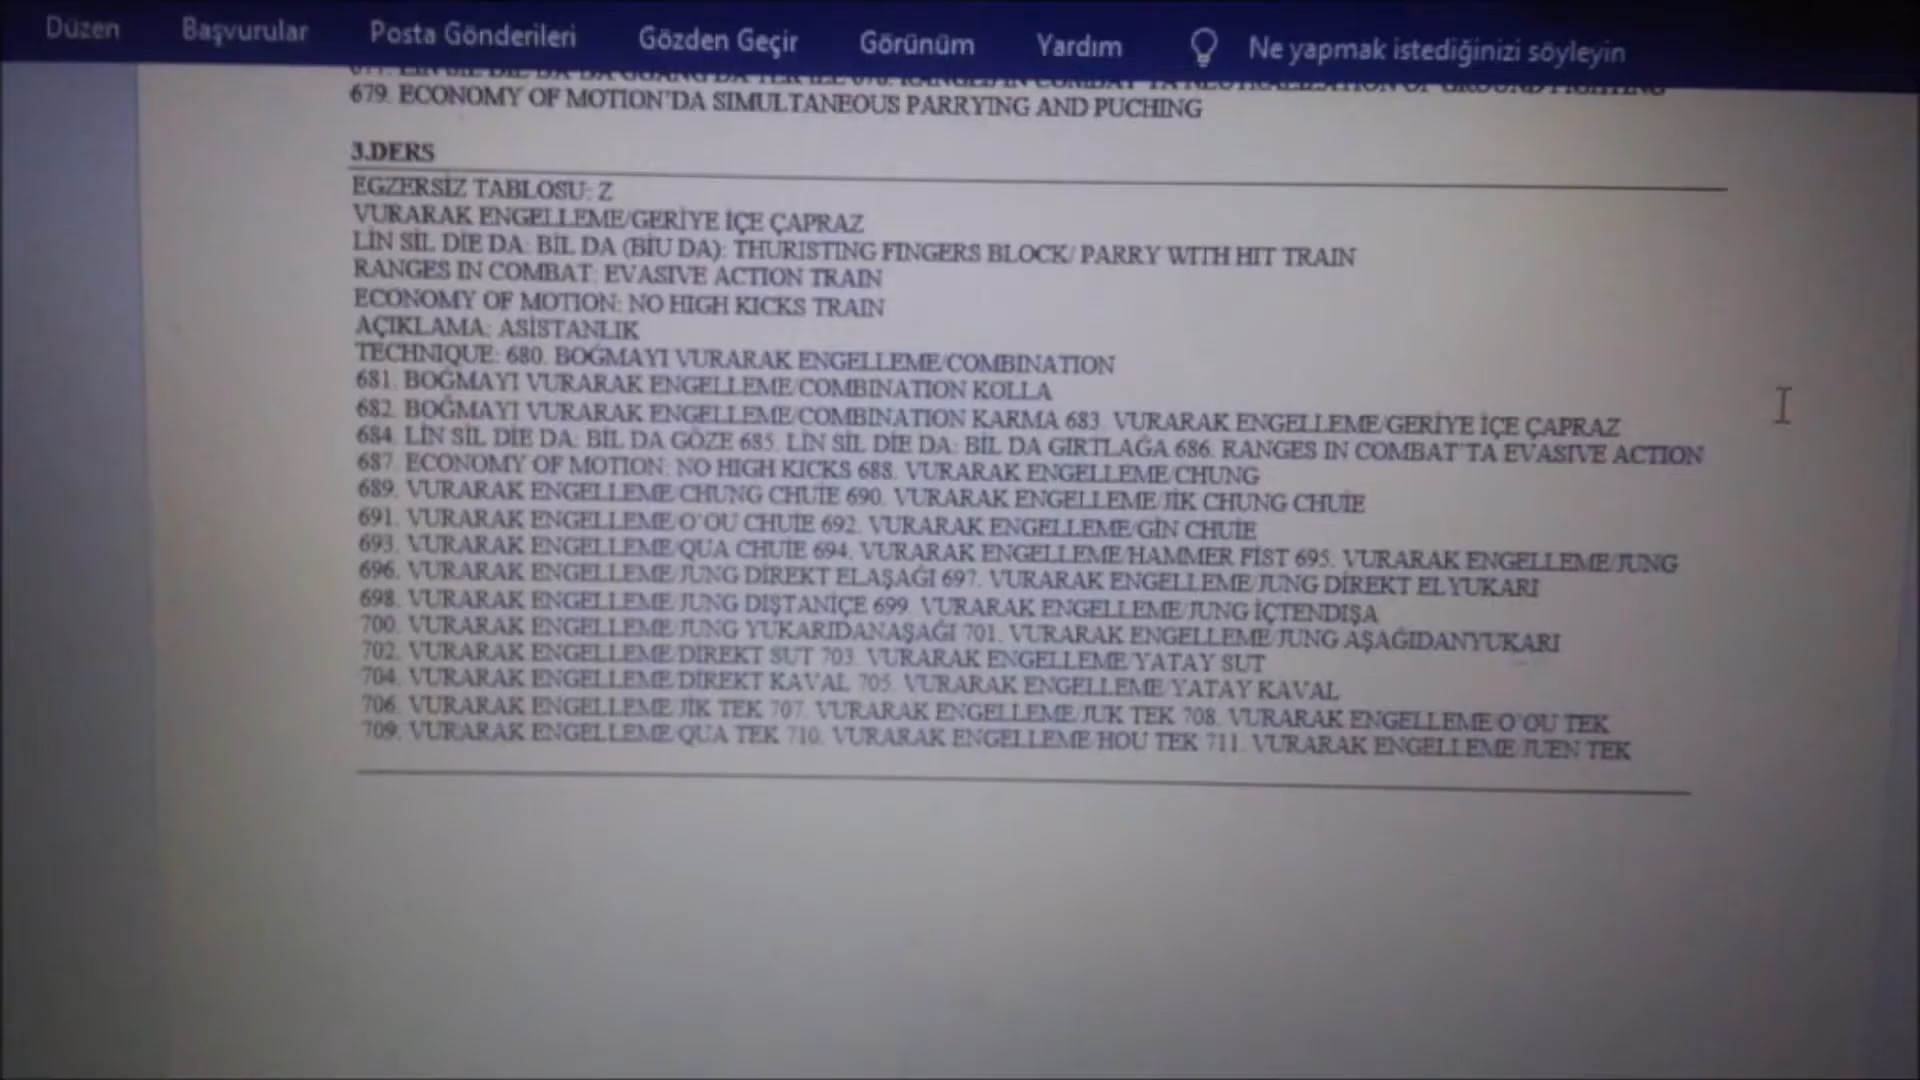 Düzen Başvurular Posta Gönderileri Gözden Geçir Görünüm Yardım Ne yapmak istediğinizi söyleyin
679. ECONOMY OF MOTION'DA SIMULTANEOUS PARRYING AND PUCHING
3.DERS
EGZERSİZ TABLOSU: Z
VURARAK ENGELLEME/GERİYE İÇE ÇAPRAZ
LİN SİL DİE DA: BİL DA (BİU DA): THURISTING FINGERS BLOCK/ PARRY WITH HIT TRAIN
RANGES IN COMBAT: EVASIVE ACTION TRAIN
ECONOMY OF MOTION: NO HIGH KICKS TRAIN
AÇIKLAMA: ASİSTANLIK
TECHNIQUE: 680. BOĞMAYI VURARAK ENGELLEME/COMBINATION
681. BOĞMAYI VURARAK ENGELLEME/COMBINATION KOLLA
682. BOĞMAYI VURARAK ENGELLEME/COMBINATION KARMA 683. VURARAK ENGELLEME/GERİYE İÇE ÇAPRAZ
684. LİN SİL DİE DA: BİL DA GÖZE 685. LİN SİL DİE DA: BİL DA GIRTLAĞA 686. RANGES IN COMBAT'TA EVASIVE ACTION
687. ECONOMY OF MOTION: NO HIGH KICKS 688. VURARAK ENGELLEME/CHUNG
689. VURARAK ENGELLEME/CHUNG CHUİE 690. VURARAK ENGELLEME/JİK CHUNG CHUİE
691. VURARAK ENGELLEME/O'OU CHUİE 692. VURARAK ENGELLEME/GİN CHUİE
693. VURARAK ENGELLEME/QUA CHUİE 694. VURARAK ENGELLEME/HAMMER FİST 695. VURARAK ENGELLEME/JUNG
696. VURARAK ENGELLEME/JUNG DİREKT ELAŞAĞI 697. VURARAK ENGELLEME/JUNG DİREKT EL YUKARI
698. VURARAK ENGELLEME/JUNG DIŞTANİÇE 699. VURARAK ENGELLEME/JUNG İÇTENDIŞA
700. VURARAK ENGELLEME/JUNG YUKARIDANAŞAĞI 701. VURARAK ENGELLEME/JUNG AŞAĞIDANYUKARI
702. VURARAK ENGELLEME/DİREKT SUT 703. VURARAK ENGELLEME/YATAY SUT
704. VURARAK ENGELLEME/DİREKT KAVAL 705. VURARAK ENGELLEME/YATAY KAVAL
706. VURARAK ENGELLEME/JİK TEK 707. VURARAK ENGELLEME/JUK TEK 708. VURARAK ENGELLEME/O'OU TEK
709. VURARAK ENGELLEME/QUA TEK 710. VURARAK ENGELLEME/HOU TEK 711. VURARAK ENGELLEME/JUEN TEK